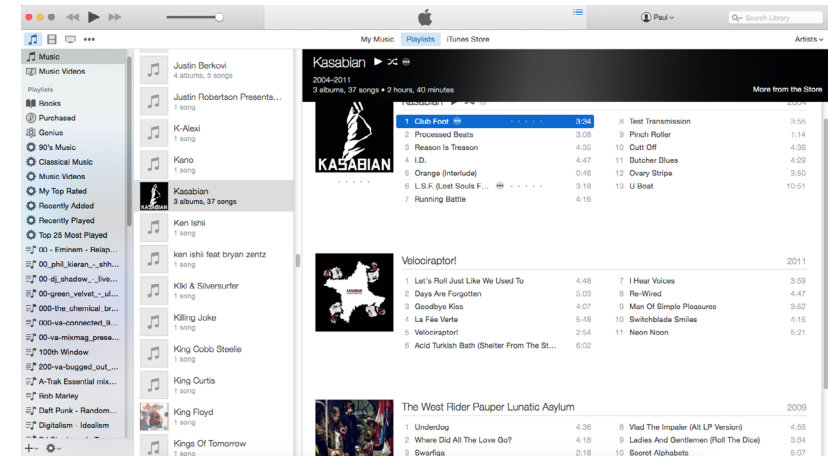 Paul
Search Library
My Music
Playlists
iTunes Store
Artists
Music
Music Videos
Playlists
Books
Purchased
Genius
90's Music
Classical Music
Music Videos
My Top Rated
Recently Added
Recently Played
Top 25 Most Played
00 - Eminem - Relap...
00_phil_kieran_-_shh...
00-dj_shadow_-_live...
00-green_velvet_-_ul...
000-the_chemical_br...
000-va-connected_9...
00-va-mixmag_prese...
100th Window
200-va-bugged_out_...
A-Trak Essential mix...
Bob Marley
Daft Punk - Random...
Digitalism - Idealism
Justin Berkovi
4 albums, 5 songs
Justin Robertson Presents...
1 song
K-Alexi
1 song
Kano
1 song
KASABIAN
Kasabian
3 albums, 37 songs
Ken Ishii
1 song
ken ishii feat bryan zentz
1 song
Kiki & Silversurfer
1 song
Killing Joke
1 song
King Cobb Steelie
1 song
King Curtis
1 song
King Floyd
1 song
Kings Of Tomorrow
1 song
Kasabian
2004–2011
3 albums, 37 songs • 2 hours, 40 minutes
More from the Store
Kasabian
2004
KASABIAN
1 Club Foot 3:34
2 Processed Beats 3:08
3 Reason Is Treason 4:35
4 I.D. 4:47
5 Orange (Interlude) 0:46
6 L.S.F. (Lost Souls F... 3:18
7 Running Battle 4:16
8 Test Transmission 3:55
9 Pinch Roller 1:14
10 Cutt Off 4:38
11 Butcher Blues 4:29
12 Ovary Stripe 3:50
13 U Boat 10:51
Velociraptor!
2011
KASABIAN
1 Let's Roll Just Like We Used To 4:48
2 Days Are Forgotten 5:03
3 Goodbye Kiss 4:07
4 La Fée Verte 5:48
5 Velociraptor! 2:54
6 Acid Turkish Bath (Shelter From The St... 6:02
7 I Hear Voices 3:59
8 Re-Wired 4:47
9 Man Of Simple Pleasures 3:52
10 Switchblade Smiles 4:15
11 Neon Noon 5:21
The West Rider Pauper Lunatic Asylum
2009
1 Underdog 4:36
2 Where Did All The Love Go? 4:18
3 Swarfiga 2:18
8 Vlad The Impaler (Alt LP Version) 4:55
9 Ladies And Gentlemen (Roll The Dice) 3:34
10 Secret Alphabets 5:07